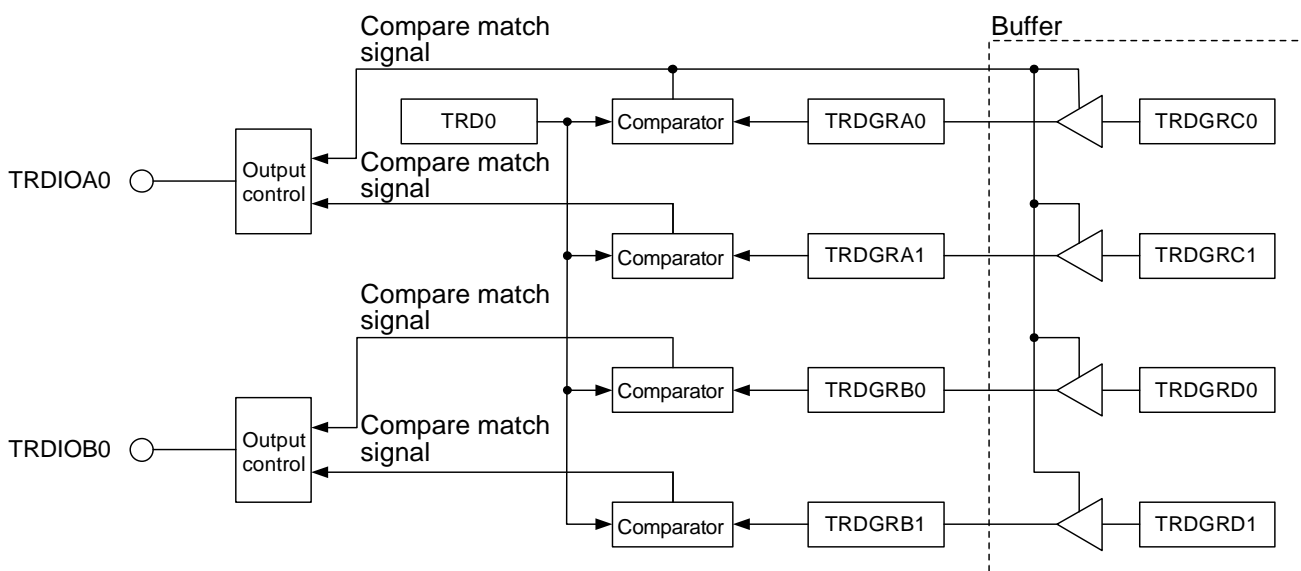 Compare match
signal
Buffer
TRD0
Comparator
TRDGRA0
TRDGRC0
TRDIOA0
Output
control
Compare match
signal
Comparator
TRDGRA1
TRDGRC1
Compare match
signal
Comparator
TRDGRB0
TRDGRD0
TRDIOB0
Output
control
Compare match
signal
Comparator
TRDGRB1
TRDGRD1